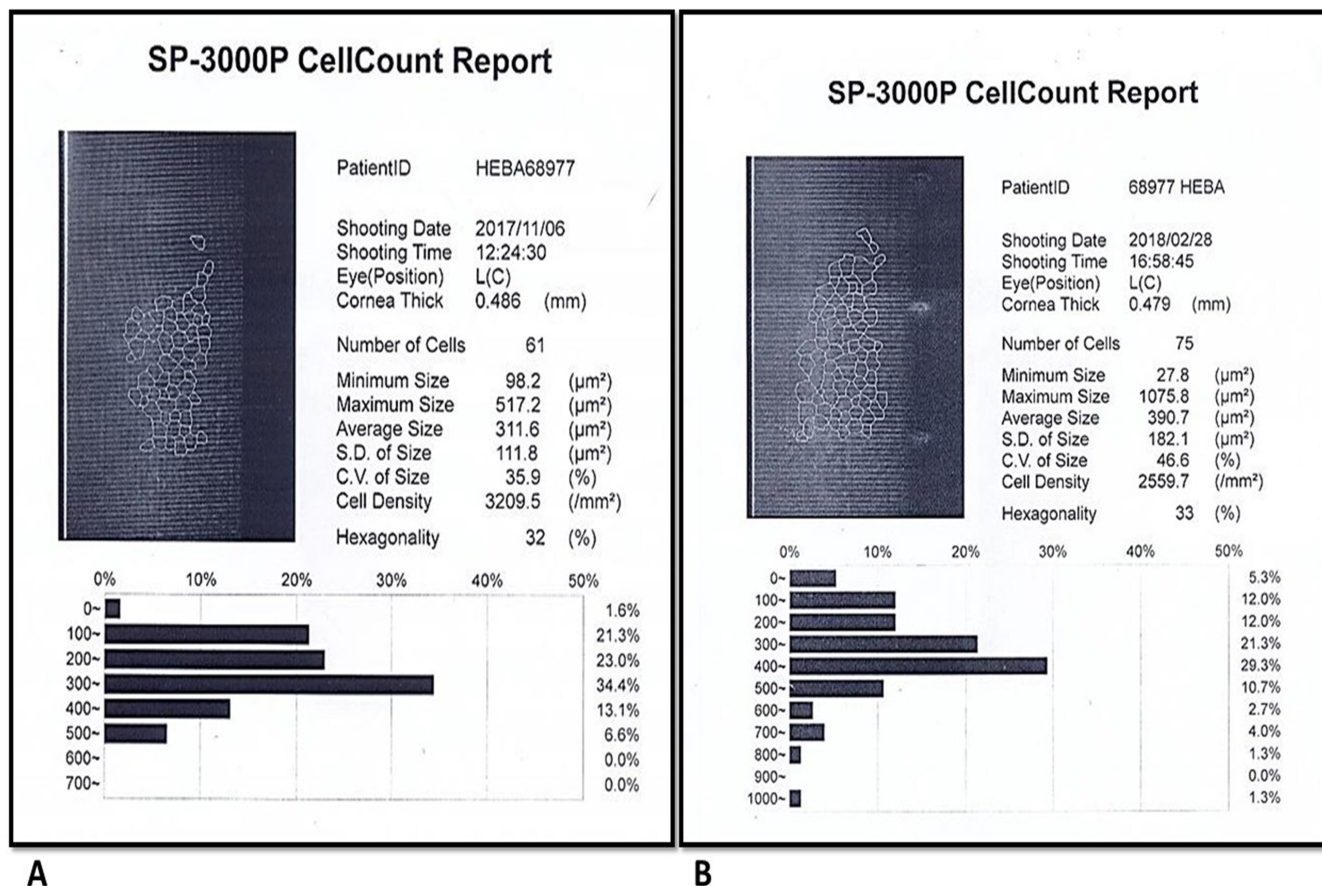 SP-3000P CellCount Report
PatientID HEBA68977
Shooting Date 2017/11/06
Shooting Time 12:24:30
Eye(Position) L(C)
Cornea Thick 0.486 (mm)
Number of Cells 61
Minimum Size 98.2 (µm²)
Maximum Size 517.2 (µm²)
Average Size 311.6 (µm²)
S.D. of Size 111.8 (µm²)
C.V. of Size 35.9 (%)
Cell Density 3209.5 (/mm²)
Hexagonality 32 (%)
0% 10% 20% 30% 40% 50%
0~ 1.6%
100~ 21.3%
200~ 23.0%
300~ 34.4%
400~ 13.1%
500~ 6.6%
600~ 0.0%
700~ 0.0%
A
SP-3000P CellCount Report
PatientID 68977 HEBA
Shooting Date 2018/02/28
Shooting Time 16:58:45
Eye(Position) L(C)
Cornea Thick 0.479 (mm)
Number of Cells 75
Minimum Size 27.8 (µm²)
Maximum Size 1075.8 (µm²)
Average Size 390.7 (µm²)
S.D. of Size 182.1 (µm²)
C.V. of Size 46.6 (%)
Cell Density 2559.7 (/mm²)
Hexagonality 33 (%)
0% 10% 20% 30% 40% 50%
0~ 5.3%
100~ 12.0%
200~ 12.0%
300~ 21.3%
400~ 29.3%
500~ 10.7%
600~ 2.7%
700~ 4.0%
800~ 1.3%
900~ 0.0%
1000~ 1.3%
B